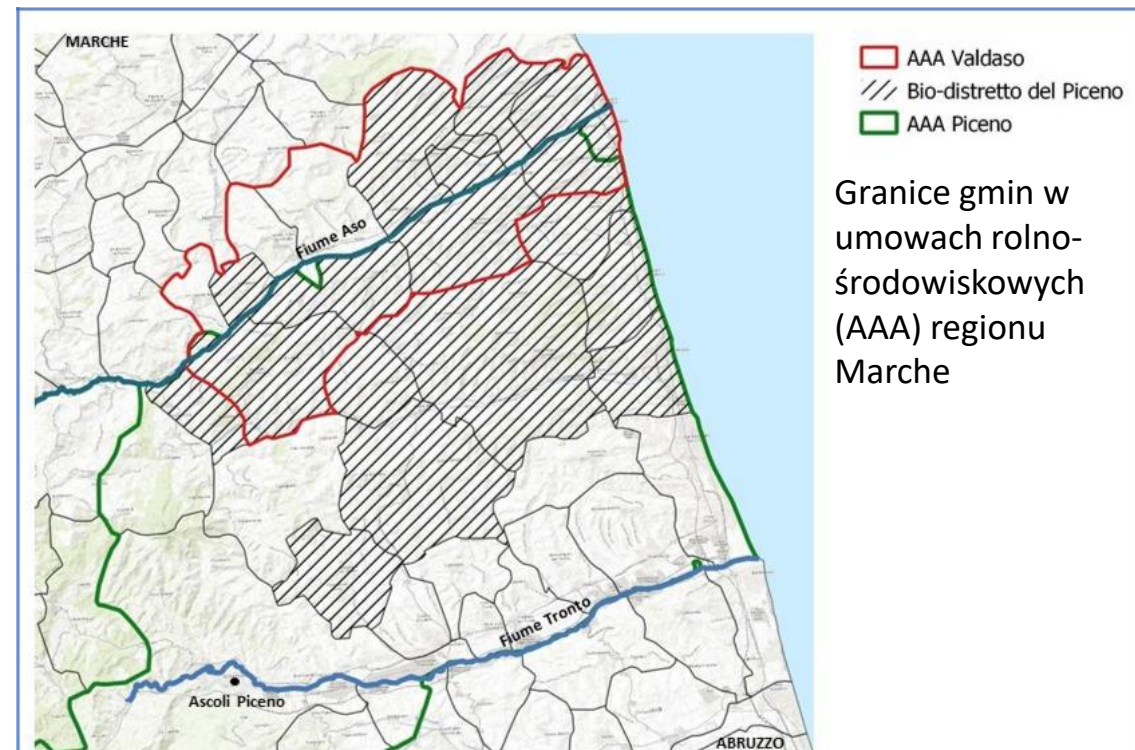 MARCHE
AAA Valdaso
Bio-distretto del Piceno
AAA Piceno
Granice gmin w
umowach rolno-
środowiskowych
(AAA) regionu
Marche
Fiume Aso
Fiume Tronto
Ascoli Piceno
ABRUZZO